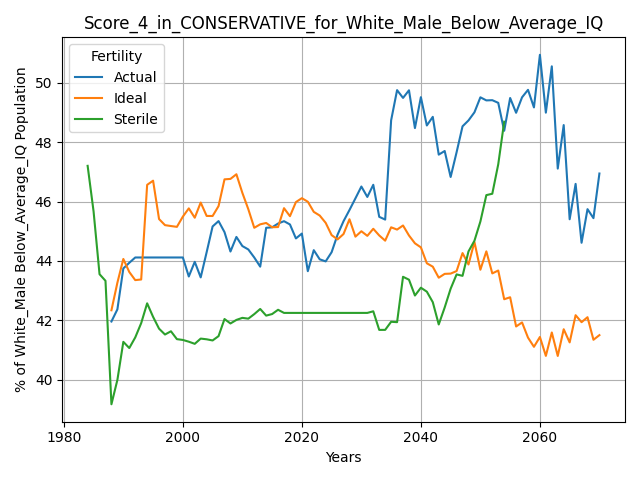 Score_4_in_CONSERVATIVE_for_White_Male_Below_Average_IQ
Fertility
Actual
Ideal
Sterile
% of White_Male Below_Average_IQ Population
50
48
46
44
42
40
1980
2000
2020
2040
2060
Years